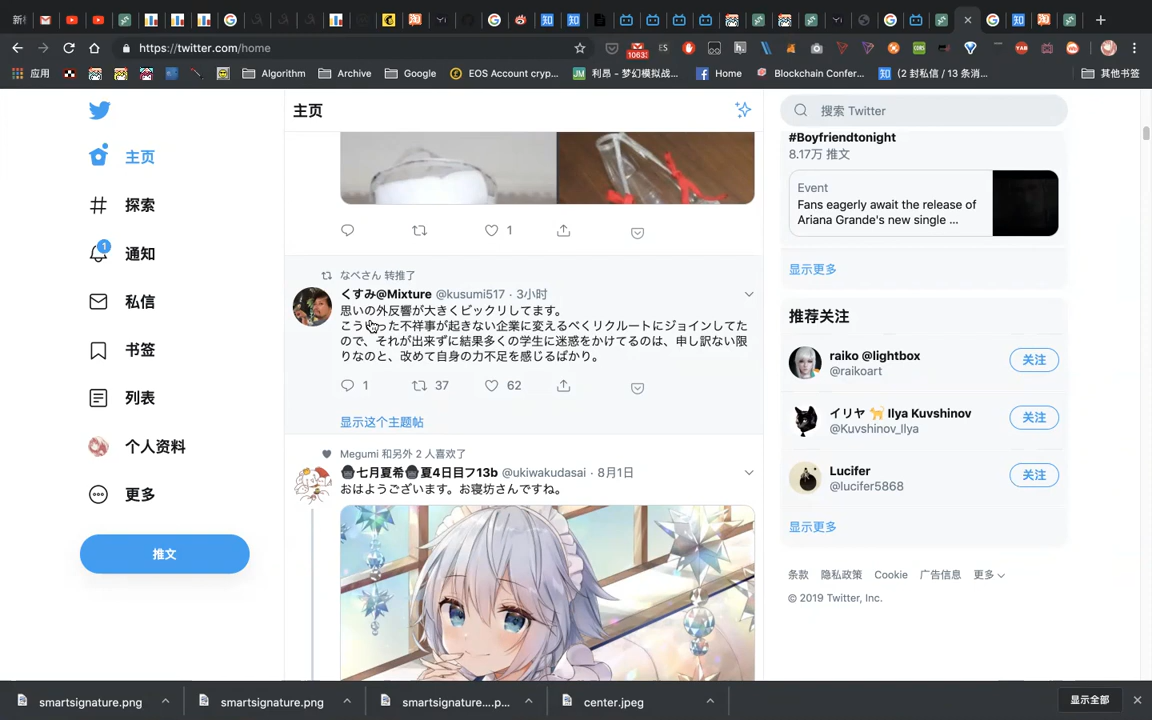 新
https://twitter.com/home
1063!
ES
应用
Algorithm
Archive
Google
EOS Account cryp...
利昂 - 梦幻模拟战...
Home
Blockchain Confer...
(2 封私信 / 13 条消...
其他书签
主页
探索
1
通知
私信
书签
列表
个人资料
更多
推文
主页
1
なべさん 转推了
くすみ@Mixture @kusumi517 · 3小时
思いの外反響が大きくビックリしてます。
こういった不祥事が起きない企業に変えるべくリクルートにジョインしてた
ので、それが出来ずに結果多くの学生に迷惑をかけてるのは、申し訳ない限
りなのと、改めて自身の力不足を感じるばかり。
1 37 62
显示这个主题帖
Megumi 和另外 2 人喜欢了
七月夏希 夏4日目フ13b @ukiwakudasai · 8月1日
おはようございます。お寝坊さんですね。
搜索 Twitter
#Boyfriendtonight
8.17万 推文
Event
Fans eagerly await the release of
Ariana Grande's new single ...
显示更多
推荐关注
raiko @lightbox
@raikoart
关注
イリヤ Ilya Kuvshinov
@Kuvshinov_Ilya
关注
Lucifer
@lucifer5868
关注
显示更多
条款 隐私政策 Cookie 广告信息 更多
© 2019 Twitter, Inc.
smartsignature.png
smartsignature.png
smartsignature....p...
center.jpeg
显示全部